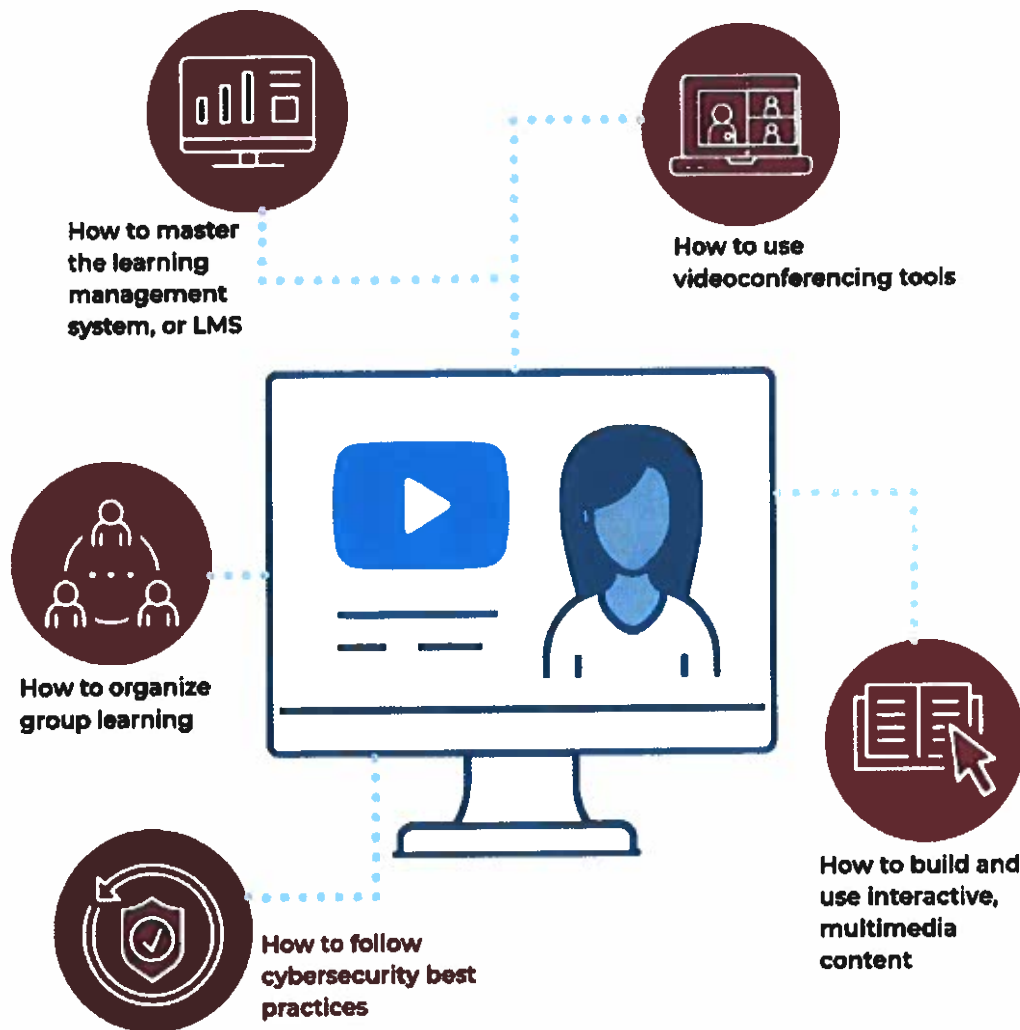 How to master
the learning
management
system, or LMS
How to use
videoconferencing tools
How to organize
group learning
How to build and
use interactive,
multimedia
content
How to follow
cybersecurity best
practices